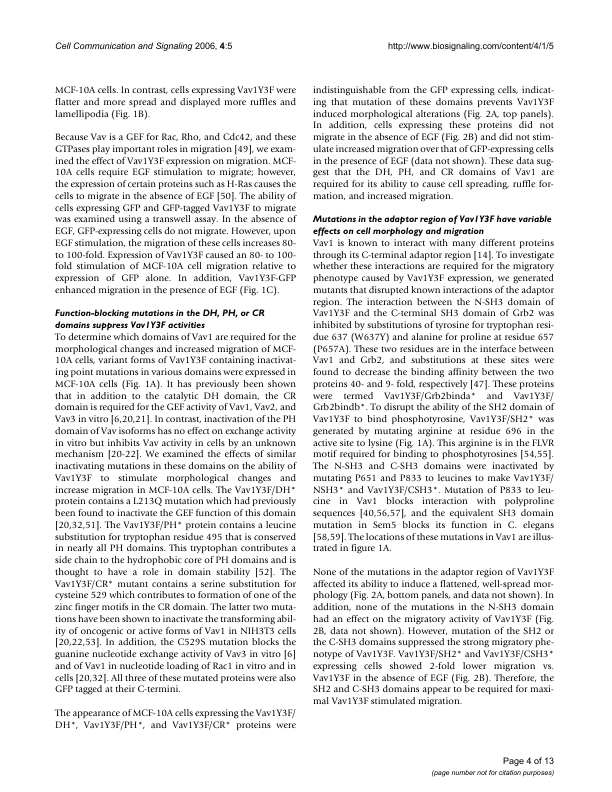 Cell Communication and Signaling 2006, 4:5
http://www.biosignaling.com/content/4/1/5
MCF-10A cells. In contrast, cells expressing Vav1Y3F were
flatter and more spread and displayed more ruffles and
lamellipodia (Fig. 1B).
Because Vav is a GEF for Rac, Rho, and Cdc42, and these
GTPases play important roles in migration [49], we exam-
ined the effect of Vav1Y3F expression on migration. MCF-
10A cells require EGF stimulation to migrate; however,
the expression of certain proteins such as H-Ras causes the
cells to migrate in the absence of EGF [50]. The ability of
cells expressing GFP and GFP-tagged Vav1Y3F to migrate
was examined using a transwell assay. In the absence of
EGF, GFP-expressing cells do not migrate. However, upon
EGF stimulation, the migration of these cells increases 80-
to 100-fold. Expression of Vav1Y3F caused an 80- to 100-
fold stimulation of MCF-10A cell migration relative to
expression of GFP alone. In addition, Vav1Y3F-GFP
enhanced migration in the presence of EGF (Fig. 1C).
Function-blocking mutations in the DH, PH, or CR
domains suppress Vav1Y3F activities
To determine which domains of Vav1 are required for the
morphological changes and increased migration of MCF-
10A cells, variant forms of Vav1Y3F containing inactivat-
ing point mutations in various domains were expressed in
MCF-10A cells (Fig. 1A). It has previously been shown
that in addition to the catalytic DH domain, the CR
domain is required for the GEF activity of Vav1, Vav2, and
Vav3 in vitro [6,20,21]. In contrast, inactivation of the PH
domain of Vav isoforms has no effect on exchange activity
in vitro but inhibits Vav activity in cells by an unknown
mechanism [20-22]. We examined the effects of similar
inactivating mutations in these domains on the ability of
Vav1Y3F to stimulate morphological changes and
increase migration in MCF-10A cells. The Vav1Y3F/DH*
protein contains a L213Q mutation which had previously
been found to inactivate the GEF function of this domain
[20,32,51]. The Vav1Y3F/PH* protein contains a leucine
substitution for tryptophan residue 495 that is conserved
in nearly all PH domains. This tryptophan contributes a
side chain to the hydrophobic core of PH domains and is
thought to have a role in domain stability [52]. The
Vav1Y3F/CR* mutant contains a serine substitution for
cysteine 529 which contributes to formation of one of the
zinc finger motifs in the CR domain. The latter two muta-
tions have been shown to inactivate the transforming abil-
ity of oncogenic or active forms of Vav1 in NIH3T3 cells
[20,22,53]. In addition, the C529S mutation blocks the
guanine nucleotide exchange activity of Vav3 in vitro [6]
and of Vav1 in nucleotide loading of Rac1 in vitro and in
cells [20,32]. All three of these mutated proteins were also
GFP tagged at their C-termini.
The appearance of MCF-10A cells expressing the Vav1Y3F/
DH*, Vav1Y3F/PH*, and Vav1Y3F/CR* proteins were
indistinguishable from the GFP expressing cells, indicat-
ing that mutation of these domains prevents Vav1Y3F
induced morphological alterations (Fig. 2A, top panels).
In addition, cells expressing these proteins did not
migrate in the absence of EGF (Fig. 2B) and did not stim-
ulate increased migration over that of GFP-expressing cells
in the presence of EGF (data not shown). These data sug-
gest that the DH, PH, and CR domains of Vav1 are
required for its ability to cause cell spreading, ruffle for-
mation, and increased migration.
Mutations in the adaptor region of Vav1Y3F have variable
effects on cell morphology and migration
Vav1 is known to interact with many different proteins
through its C-terminal adaptor region [14]. To investigate
whether these interactions are required for the migratory
phenotype caused by Vav1Y3F expression, we generated
mutants that disrupted known interactions of the adaptor
region. The interaction between the N-SH3 domain of
Vav1Y3F and the C-terminal SH3 domain of Grb2 was
inhibited by substitutions of tyrosine for tryptophan resi-
due 637 (W637Y) and alanine for proline at residue 657
(P657A). These two residues are in the interface between
Vav1 and Grb2, and substitutions at these sites were
found to decrease the binding affinity between the two
proteins 40- and 9- fold, respectively [47]. These proteins
were termed Vav1Y3F/Grb2binda* and Vav1Y3F/
Grb2bindb*. To disrupt the ability of the SH2 domain of
Vav1Y3F to bind phosphotyrosine, Vav1Y3F/SH2* was
generated by mutating arginine at residue 696 in the
active site to lysine (Fig. 1A). This arginine is in the FLVR
motif required for binding to phosphotyrosines [54,55].
The N-SH3 and C-SH3 domains were inactivated by
mutating P651 and P833 to leucines to make Vav1Y3F/
NSH3* and Vav1Y3F/CSH3*. Mutation of P833 to leu-
cine in Vav1 blocks interaction with polyproline
sequences [40,56,57], and the equivalent SH3 domain
mutation in Sem5 blocks its function in C. elegans
[58,59]. The locations of these mutations in Vav1 are illus-
trated in figure 1A.
None of the mutations in the adaptor region of Vav1Y3F
affected its ability to induce a flattened, well-spread mor-
phology (Fig. 2A, bottom panels, and data not shown). In
addition, none of the mutations in the N-SH3 domain
had an effect on the migratory activity of Vav1Y3F (Fig.
2B, data not shown). However, mutation of the SH2 or
the C-SH3 domains suppressed the strong migratory phe-
notype of Vav1Y3F. Vav1Y3F/SH2* and Vav1Y3F/CSH3*
expressing cells showed 2-fold lower migration vs.
Vav1Y3F in the absence of EGF (Fig. 2B). Therefore, the
SH2 and C-SH3 domains appear to be required for maxi-
mal Vav1Y3F stimulated migration.
Page 4 of 13
(page number not for citation purposes)